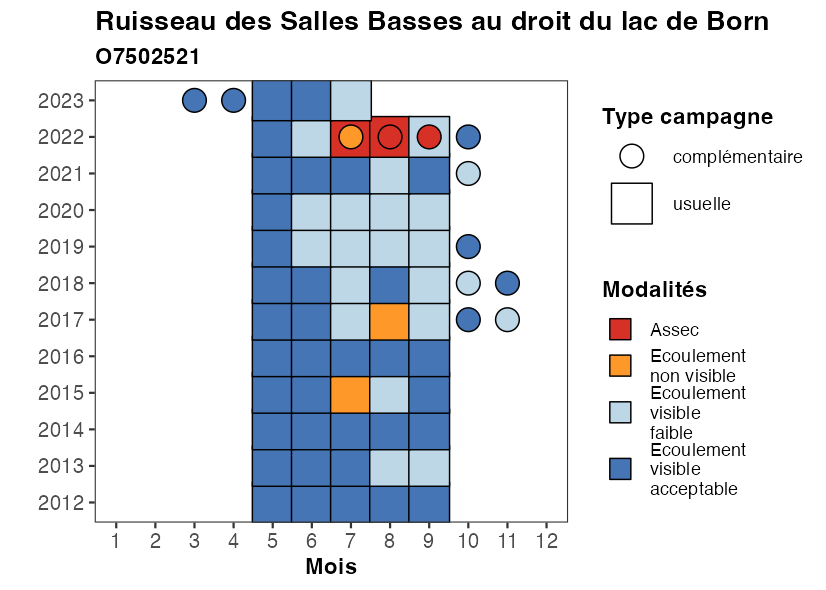 Ruisseau des Salles Basses au droit du lac de Born
O7502521
2023
2022
2021
2020
2019
2018
2017
2016
2015
2014
2013
2012
1 2 3 4 5 6 7 8 9 10 11 12
Mois
Type campagne
complémentaire
usuelle
Modalités
Assec
Ecoulement
non visible
Ecoulement
visible
faible
Ecoulement
visible
acceptable